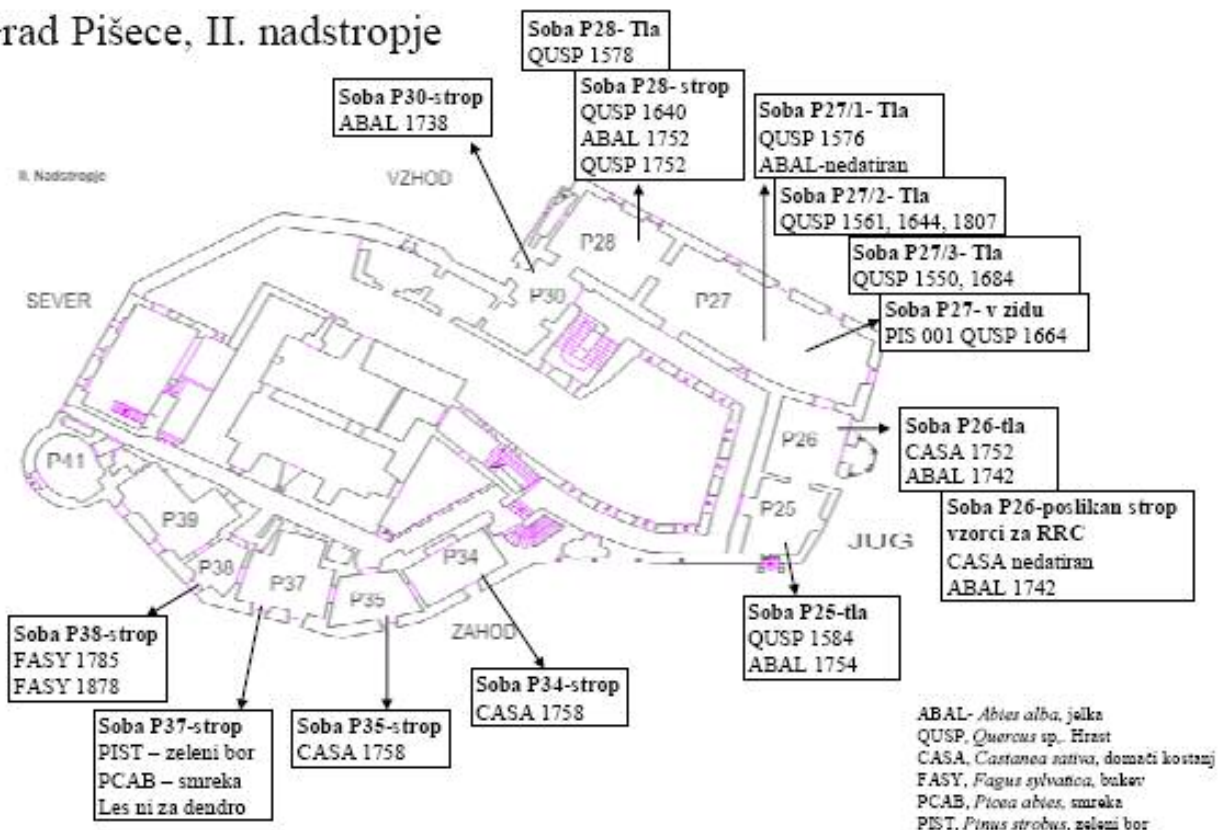 rad Pišece, II. nadstropje
Soba P28- Tla
QUSP 1578
Soba P28- strop
QUSP 1640
ABAL 1752
QUSP 1752
Soba P30-strop
ABAL 1738
Soba P27/1- Tla
QUSP 1576
ABAL-nedatiran
Soba P27/2- Tla
QUSP 1561, 1644, 1807
Soba P27/3- Tla
QUSP 1550, 1684
Soba P27- v zidu
PIS 001 QUSP 1664
II. Nadstropje
VZHOD
SEVER
P28
P30
P27
P26
P25
JUG
P41
P39
P38
P37
P35
P34
ZAHOD
Soba P26-tla
CASA 1752
ABAL 1742
Soba P26-poslikan strop
vzorci za RRC
CASA nedatiran
ABAL 1742
Soba P25-tla
QUSP 1584
ABAL 1754
Soba P38-strop
FASY 1785
FASY 1878
Soba P37-strop
PIST – zeleni bor
PCAB – smreka
Les ni za dendro
Soba P35-strop
CASA 1758
Soba P34-strop
CASA 1758
ABAL- Abies alba, jelka
QUSP, Quercus sp,. Hrast
CASA, Castanea sativa, domači kostanj
FASY, Fagus sylvatica, bukev
PCAB, Picea abies, smreka
PIST, Pinus strobus, zeleni bor